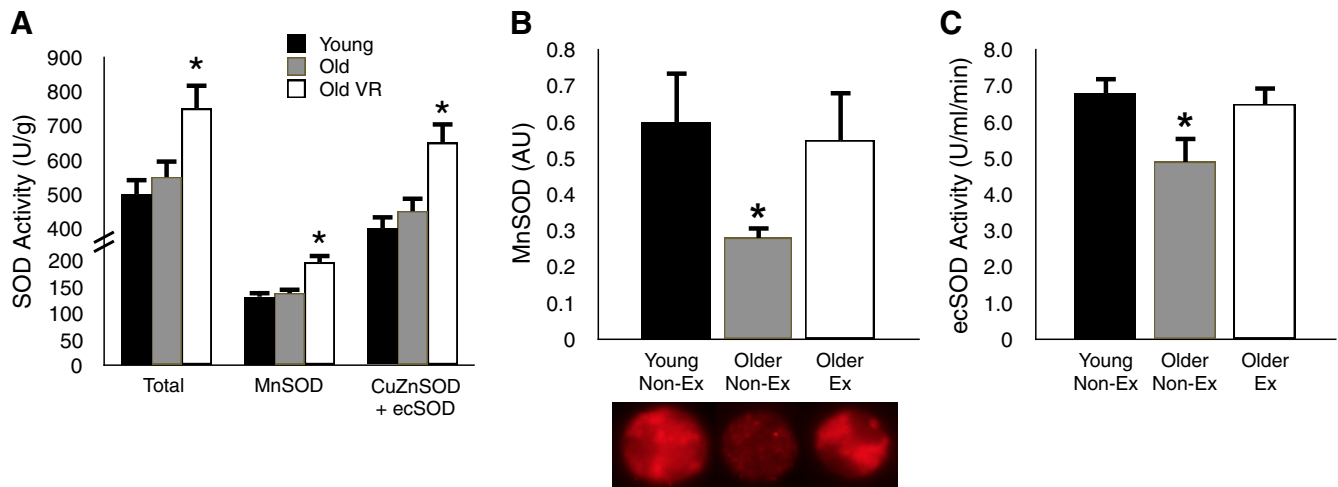 A
Young
Old
Old VR
SOD Activity (U/g)
900
800
700
600
500
400
200
150
100
50
0
*
*
*
Total
MnSOD
CuZnSOD
+ ecSOD
B
MnSOD (AU)
0.8
0.7
0.6
0.5
0.4
0.3
0.2
0.1
0
*
Young
Non-Ex
Older
Non-Ex
Older
Ex
C
ecSOD Activity (U/ml/min)
8.0
7.0
6.0
5.0
4.0
3.0
2.0
1.0
0
*
Young
Non-Ex
Older
Non-Ex
Older
Ex